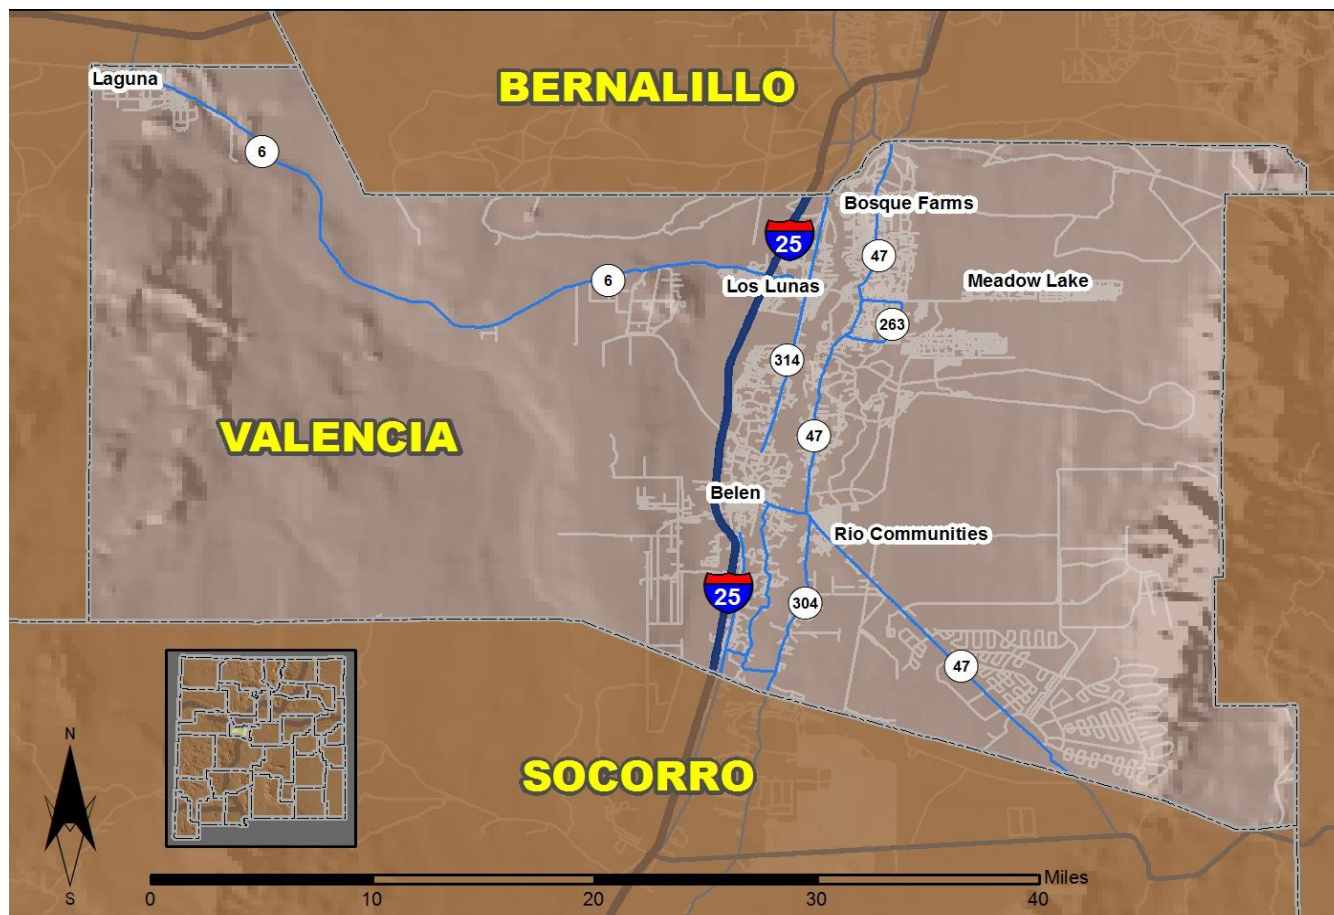 Laguna
BERNALILLO
6
Bosque Farms
25
47
6
Los Lunas
Meadow Lake
263
314
VALENCIA
47
Belen
Rio Communities
25
304
47
SOCORRO
N
S
Miles
0
10
20
30
40